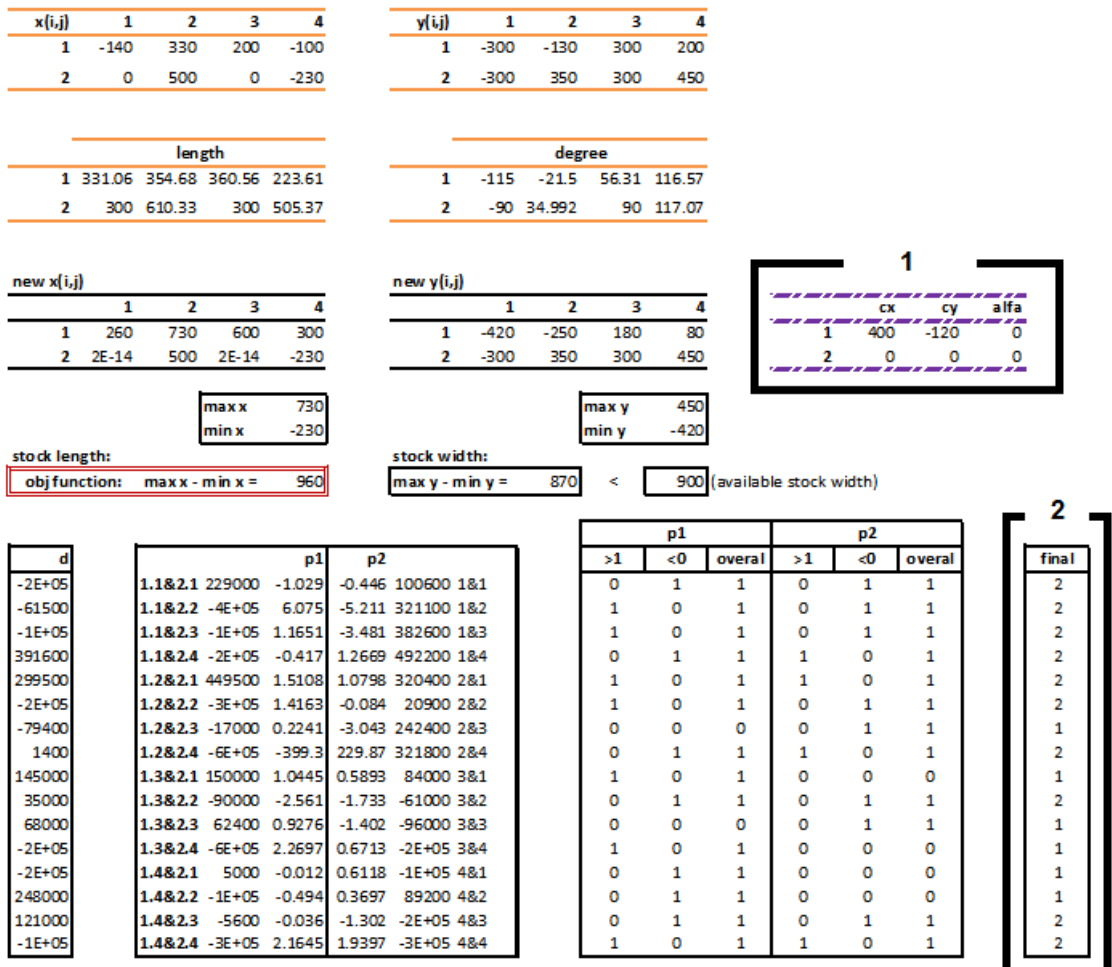 x(i,j) 1 2 3 4 y(i,j) 1 2 3 4
1 -140 330 200 -100 1 -300 -130 300 200
2 0 500 0 -230 2 -300 350 300 450
length degree
1 331.06 354.68 360.56 223.61 1 -115 -21.5 56.31 116.57
2 300 610.33 300 505.37 2 -90 34.992 90 117.07
1
new x(i,j) new y(i,j)
1 2 3 4 1 2 3 4 cx cy alfa
1 260 730 600 300 1 -420 -250 180 80 1 400 -120 0
2 2E-14 500 2E-14 -230 2 -300 350 300 450 2 0 0 0
max x 730 max y 450
min x -230 min y -420
stock length: stock width:
obj function: max x - min x = 960 max y - min y = 870 < 900 (available stock width)
2
p1 p2
d p1 p2 >1 <0 overal >1 <0 overal final
-2E+05 1.1&2.1 229000 -1.029 -0.446 100600 1&1 0 1 1 0 1 1 2
-61500 1.1&2.2 -4E+05 6.075 -5.211 321100 1&2 1 0 1 0 1 1 2
-1E+05 1.1&2.3 -1E+05 1.1651 -3.481 382600 1&3 1 0 1 0 1 1 2
391600 1.1&2.4 -2E+05 -0.417 1.2669 492200 1&4 0 1 1 1 0 1 2
299500 1.2&2.1 449500 1.5108 1.0798 320400 2&1 1 0 1 1 0 1 2
-2E+05 1.2&2.2 -3E+05 1.4163 -0.084 20900 2&2 1 0 1 0 1 1 2
-79400 1.2&2.3 -17000 0.2241 -3.043 242400 2&3 0 0 0 0 1 1 1
1400 1.2&2.4 -6E+05 -399.3 229.87 321800 2&4 0 1 1 1 0 1 2
145000 1.3&2.1 150000 1.0445 0.5893 84000 3&1 1 0 1 0 0 0 1
35000 1.3&2.2 -90000 -2.561 -1.733 -61000 3&2 0 1 1 0 1 1 2
68000 1.3&2.3 62400 0.9276 -1.402 -96000 3&3 0 0 0 0 1 1 1
-2E+05 1.3&2.4 -6E+05 2.2697 0.6713 -2E+05 3&4 1 0 1 0 0 0 1
-2E+05 1.4&2.1 5000 -0.012 0.6118 -1E+05 4&1 0 1 1 0 0 0 1
248000 1.4&2.2 -1E+05 -0.494 0.3697 89200 4&2 0 1 1 0 0 0 1
121000 1.4&2.3 -5600 -0.036 -1.302 -2E+05 4&3 0 1 1 0 1 1 2
-1E+05 1.4&2.4 -3E+05 2.1645 1.9397 -3E+05 4&4 1 0 1 1 0 1 2